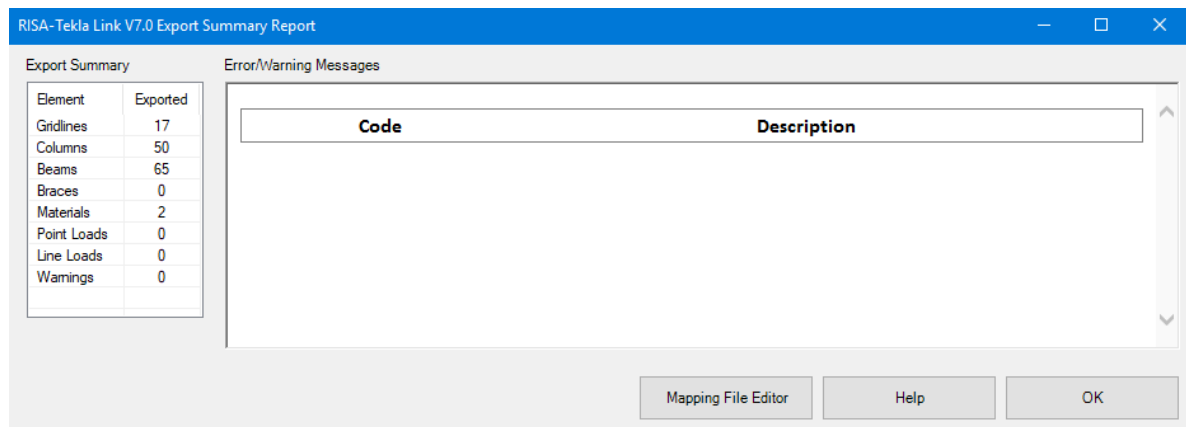 RISA-Tekla Link V7.0 Export Summary Report
Export Summary
Error/Warning Messages
Element Exported
Gridlines 17
Columns 50
Beams 65
Braces 0
Materials 2
Point Loads 0
Line Loads 0
Warnings 0
Code Description
Mapping File Editor Help OK